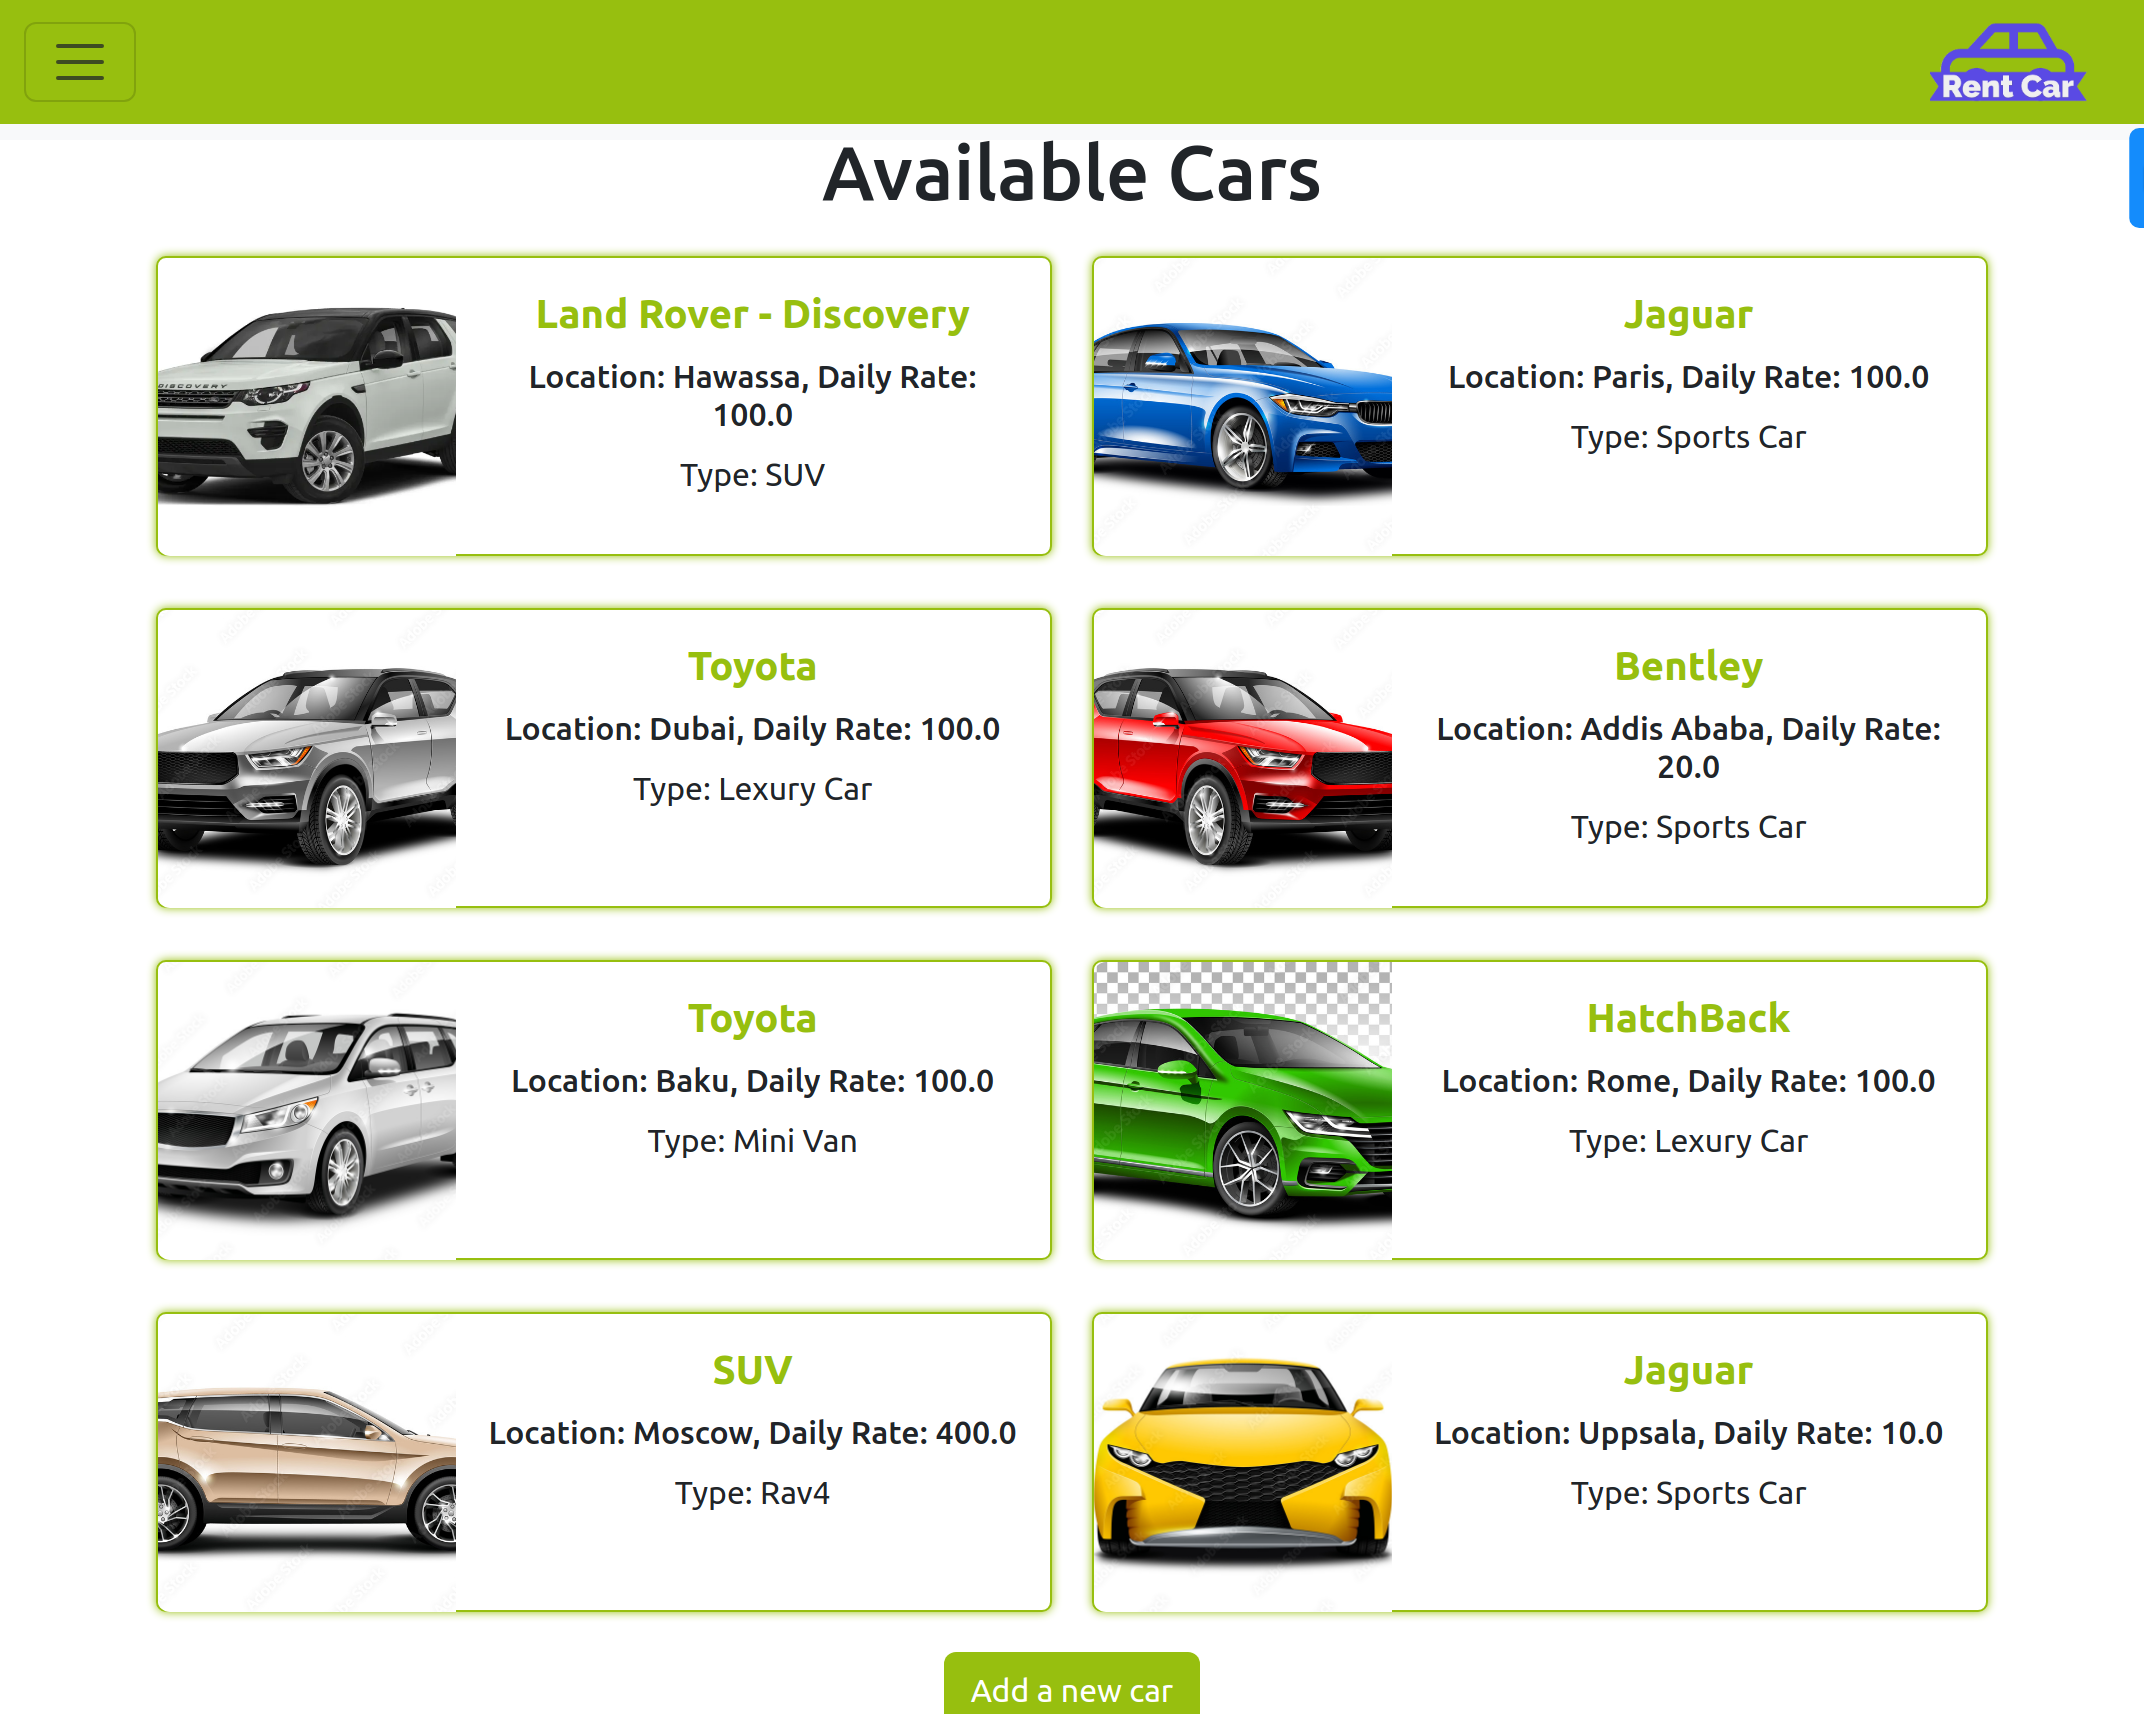 Rent Car
Available Cars
Land Rover - Discovery
Location: Hawassa, Daily Rate:
100.0
Type: SUV
DISCOVERY
Jaguar
Location: Paris, Daily Rate: 100.0
Type: Sports Car
Toyota
Location: Dubai, Daily Rate: 100.0
Type: Lexury Car
Bentley
Location: Addis Ababa, Daily Rate:
20.0
Type: Sports Car
Toyota
Location: Baku, Daily Rate: 100.0
Type: Mini Van
HatchBack
Location: Rome, Daily Rate: 100.0
Type: Lexury Car
SUV
Location: Moscow, Daily Rate: 400.0
Type: Rav4
Jaguar
Location: Uppsala, Daily Rate: 10.0
Type: Sports Car
Add a new car